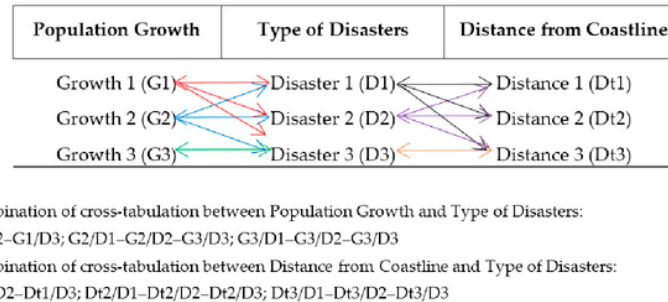 Population Growth Type of Disasters Distance from Coastline
Growth 1 (G1) Disaster 1 (D1) Distance 1 (Dt1)
Growth 2 (G2) Disaster 2 (D2) Distance 2 (Dt2)
Growth 3 (G3) Disaster 3 (D3) Distance 3 (Dt3)
of cross-tabulation between Population Growth and Type of Disasters:
G1/D3; G2/D1–G2/D2–G3/D3; G3/D1–G3/D2–G3/D3
of cross-tabulation between Distance from Coastline and Type of Disasters:
D2–Dt1/D3; Dt2/D1–Dt2/D2–Dt2/D3; Dt3/D1–Dt3/D2–Dt3/D3